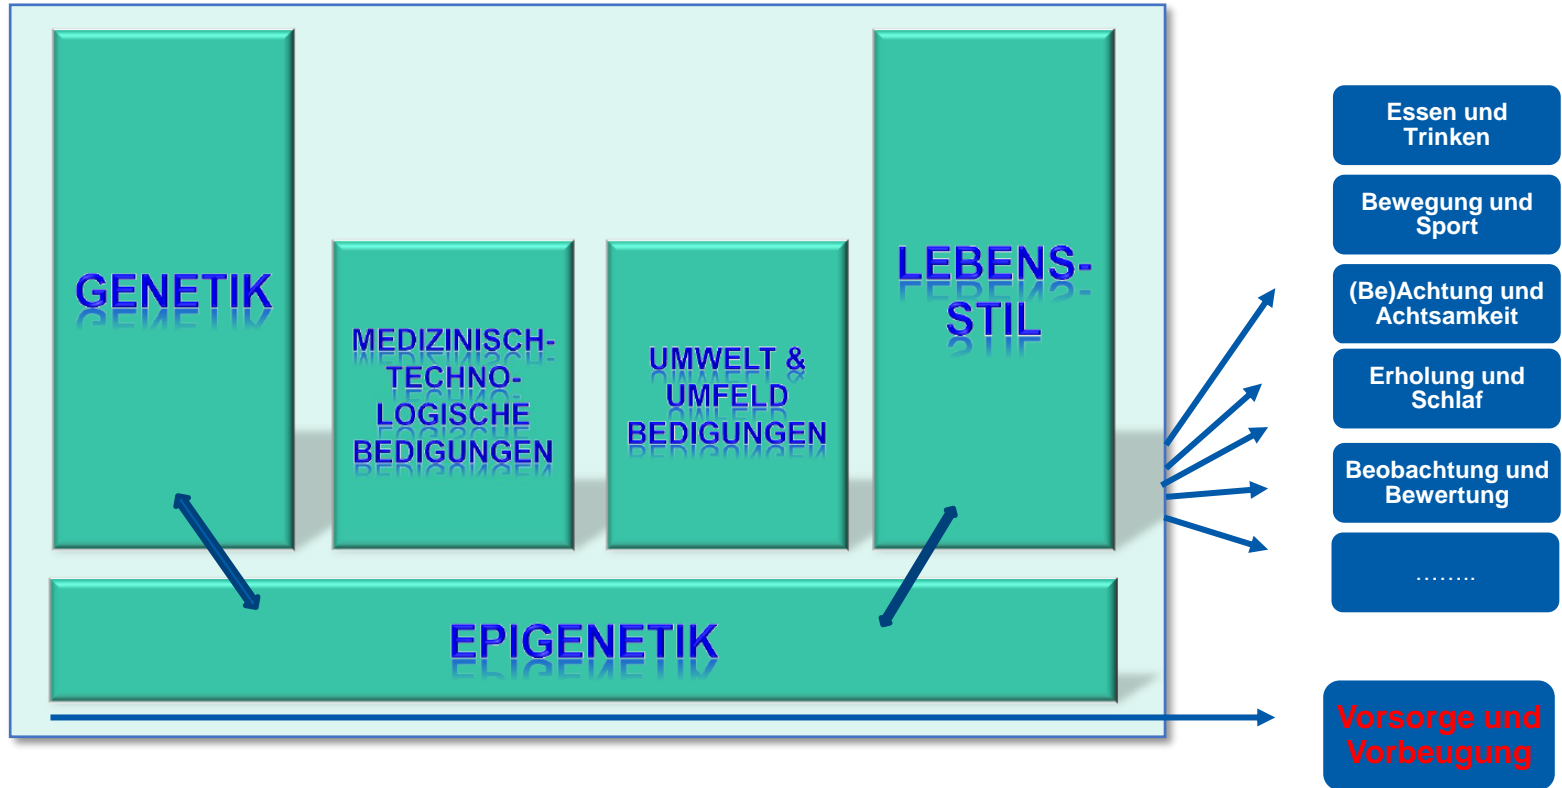 GENETIK
MEDIZINISCH-
TECHNO-
LOGISCHE
BEDIGUNGEN
UMWELT &
UMFELD
BEDIGUNGEN
LEBENS-
STIL
EPIGENETIK
Essen und
Trinken
Bewegung und
Sport
(Be)Achtung und
Achtsamkeit
Erholung und
Schlaf
Beobachtung und
Bewertung
........
Vorsorge und
Vorbeugung